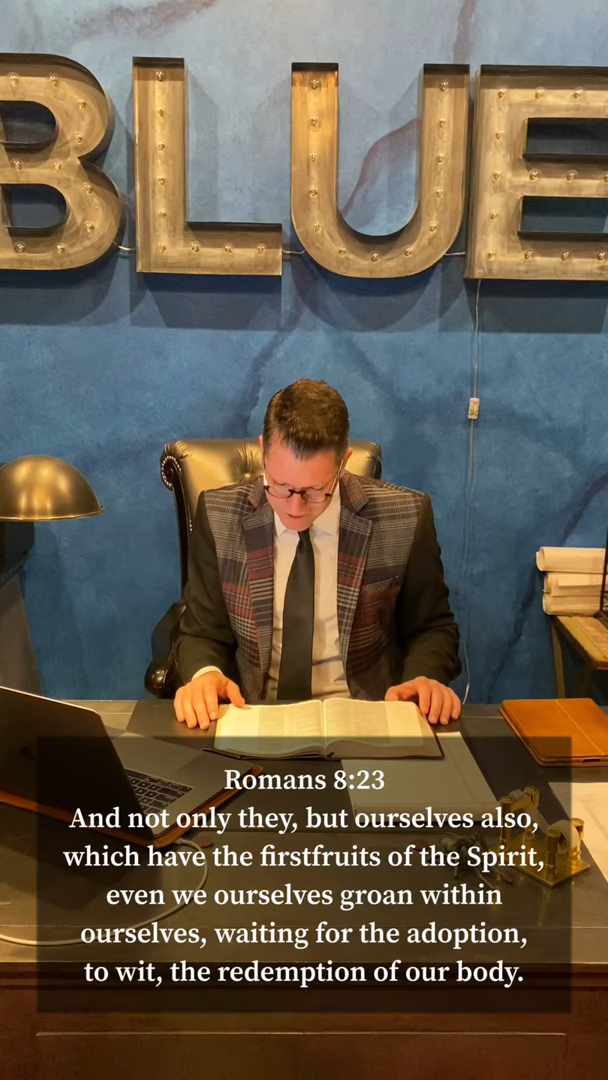 BLUE
Romans 8:23
And not only they, but ourselves also,
which have the firstfruits of the Spirit,
even we ourselves groan within
ourselves, waiting for the adoption,
to wit, the redemption of our body.